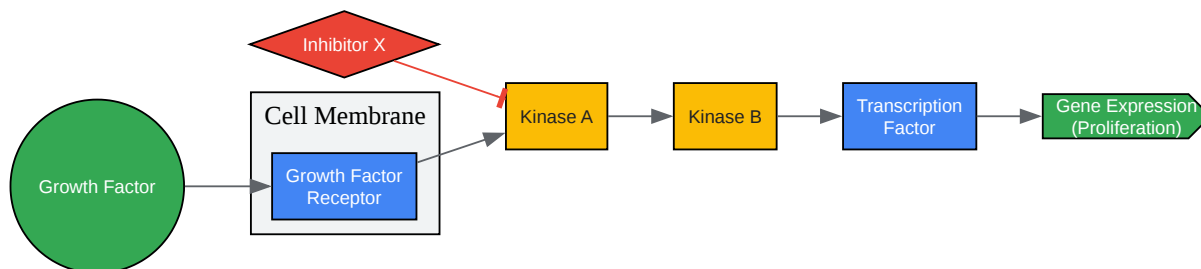 Inhibitor X
Cell Membrane
Growth Factor
Growth Factor
Receptor
Kinase A
Kinase B
Transcription
Factor
Gene Expression
(Proliferation)